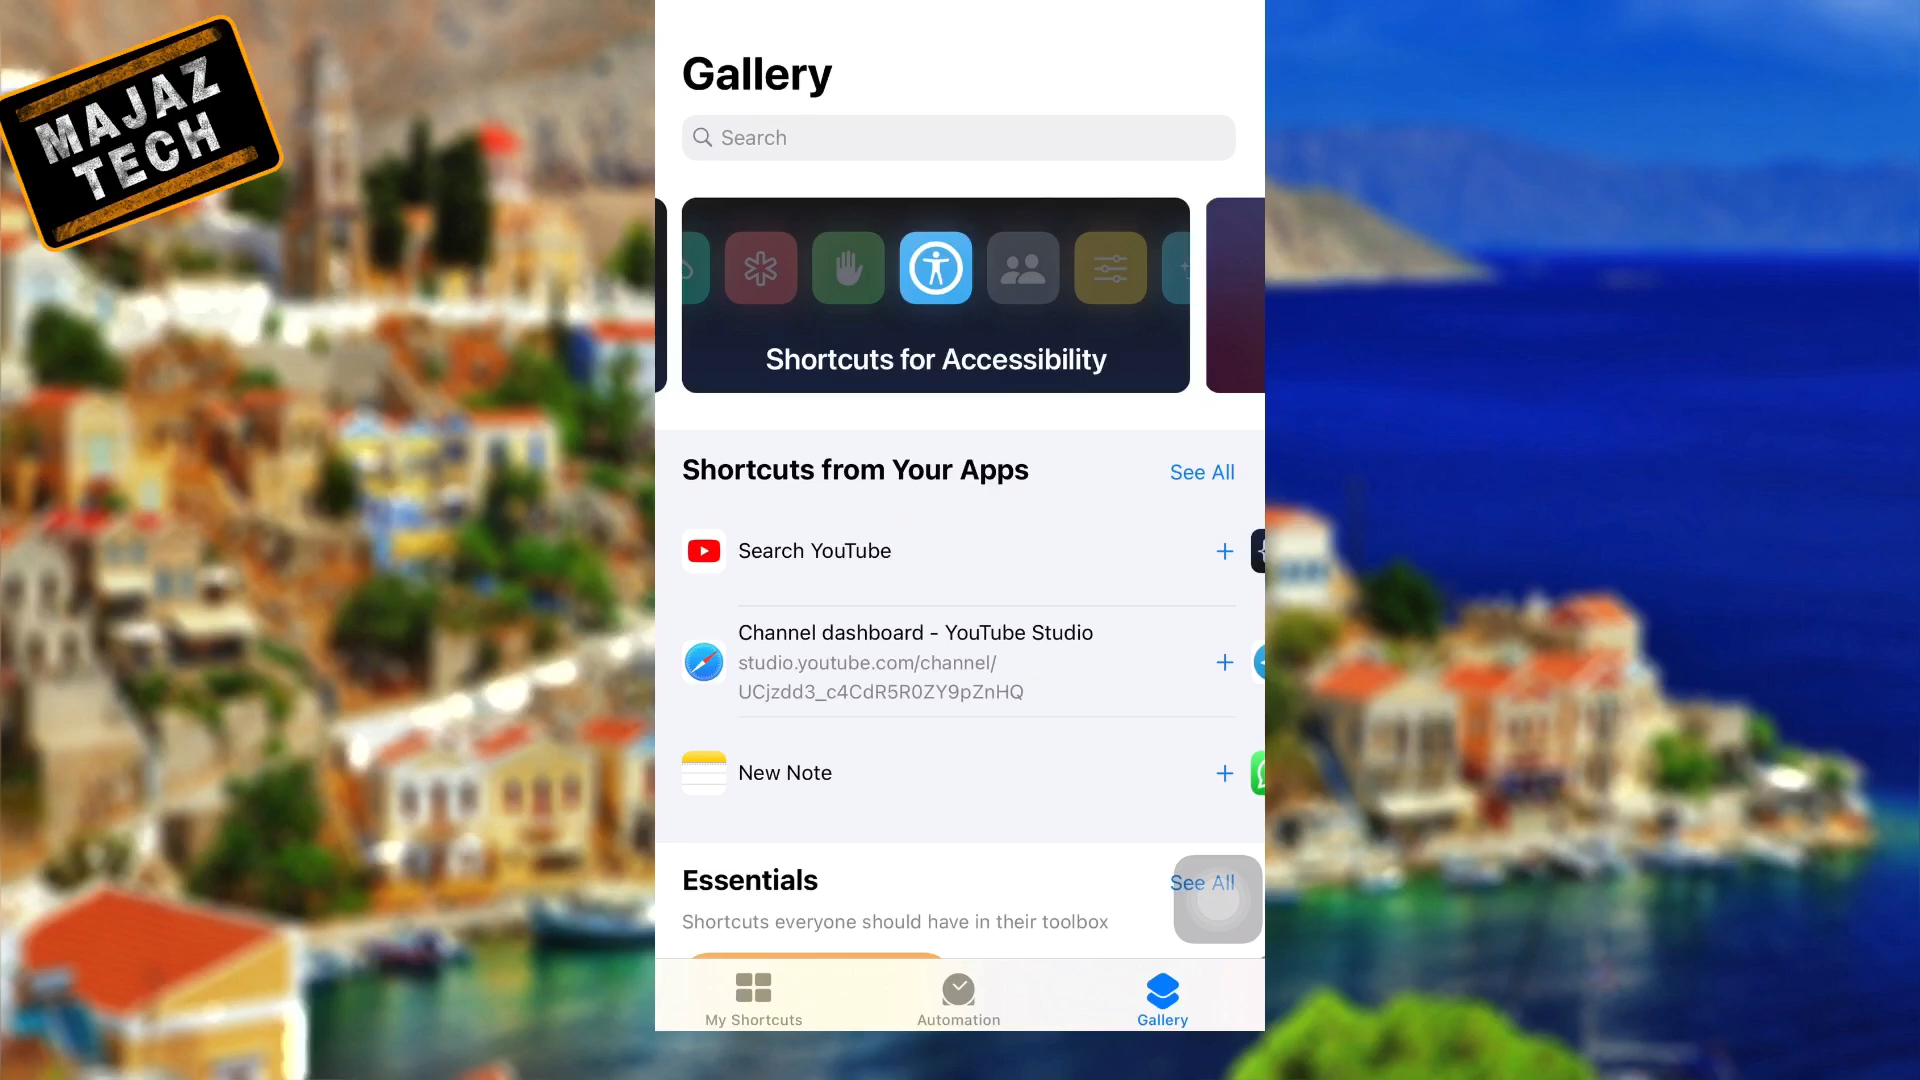 MAJAZ
TECH
Gallery
Search
Shortcuts for Accessibility
Shortcuts from Your Apps
See All
Search YouTube
Channel dashboard - YouTube Studio
studio.youtube.com/channel/
UCjzdd3_c4CdR5R0ZY9pZnHQ
New Note
Essentials
See All
Shortcuts everyone should have in their toolbox
My Shortcuts
Automation
Gallery